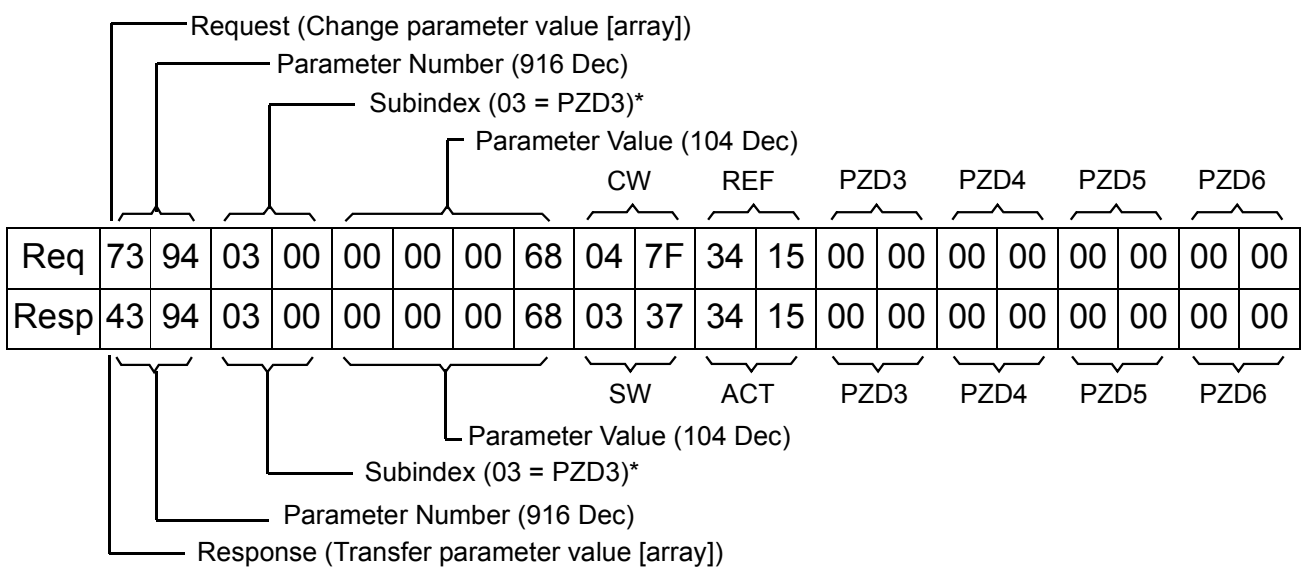 Request (Change parameter value [array])
Parameter Number (916 Dec)
Subindex (03 = PZD3)*
Parameter Value (104 Dec)
CW REF PZD3 PZD4 PZD5 PZD6
Req 73 94 03 00 00 00 00 68 04 7F 34 15 00 00 00 00 00 00 00 00
Resp 43 94 03 00 00 00 00 68 03 37 34 15 00 00 00 00 00 00 00 00
SW ACT PZD3 PZD4 PZD5 PZD6
Parameter Value (104 Dec)
Subindex (03 = PZD3)*
Parameter Number (916 Dec)
Response (Transfer parameter value [array])